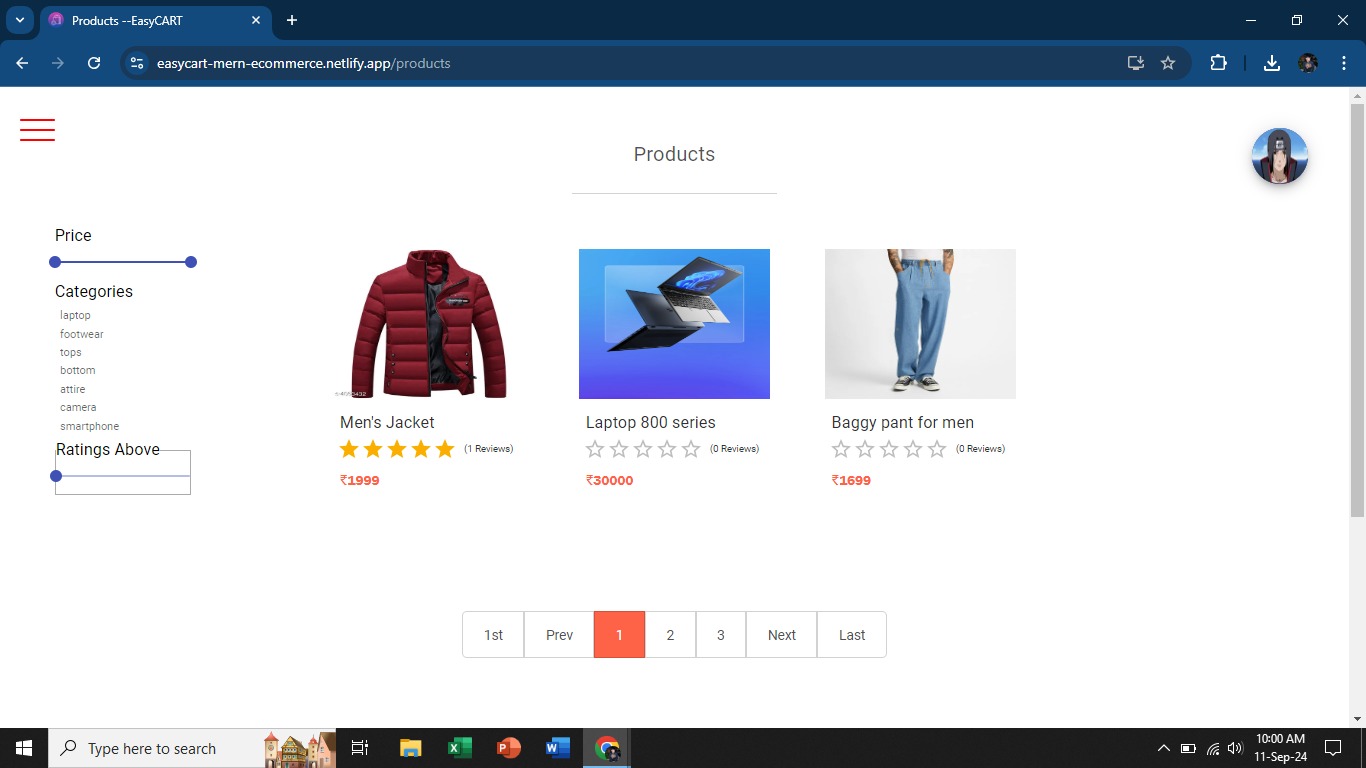 Products --EasyCART
easycart-mern-ecommerce.netlify.app/products
Products
Price
Categories
laptop
footwear
tops
bottom
attire
camera
smartphone
Ratings Above
Men's Jacket
(1 Reviews)
₹1999
Laptop 800 series
(0 Reviews)
₹30000
Baggy pant for men
(0 Reviews)
₹1699
1st Prev 1 2 3 Next Last
Type here to search
10:00 AM
11-Sep-24